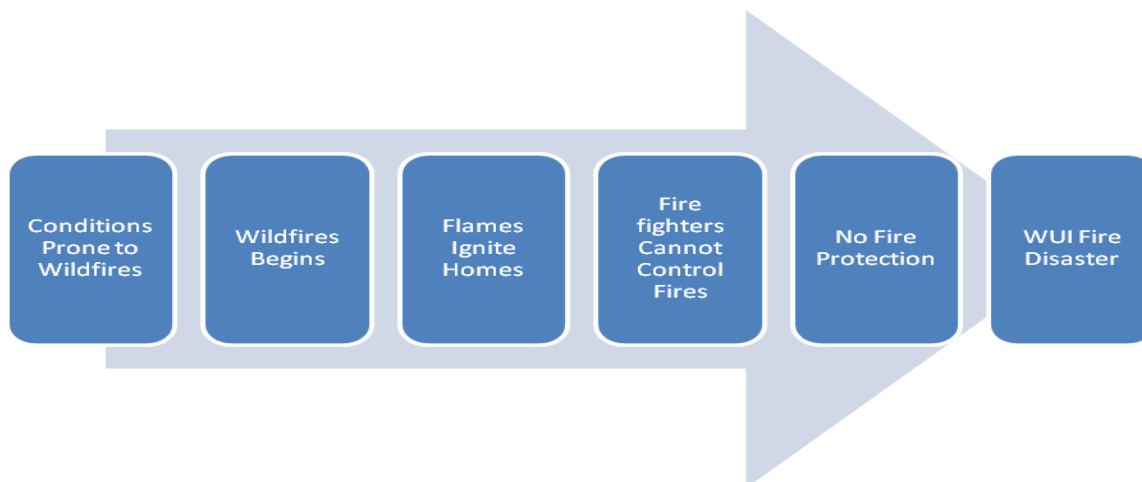 Conditions
Prone to
Wildfires
Wildfires
Begins
Flames
Ignite
Homes
Fire
fighters
Cannot
Control
Fires
No Fire
Protection
WUI Fire
Disaster